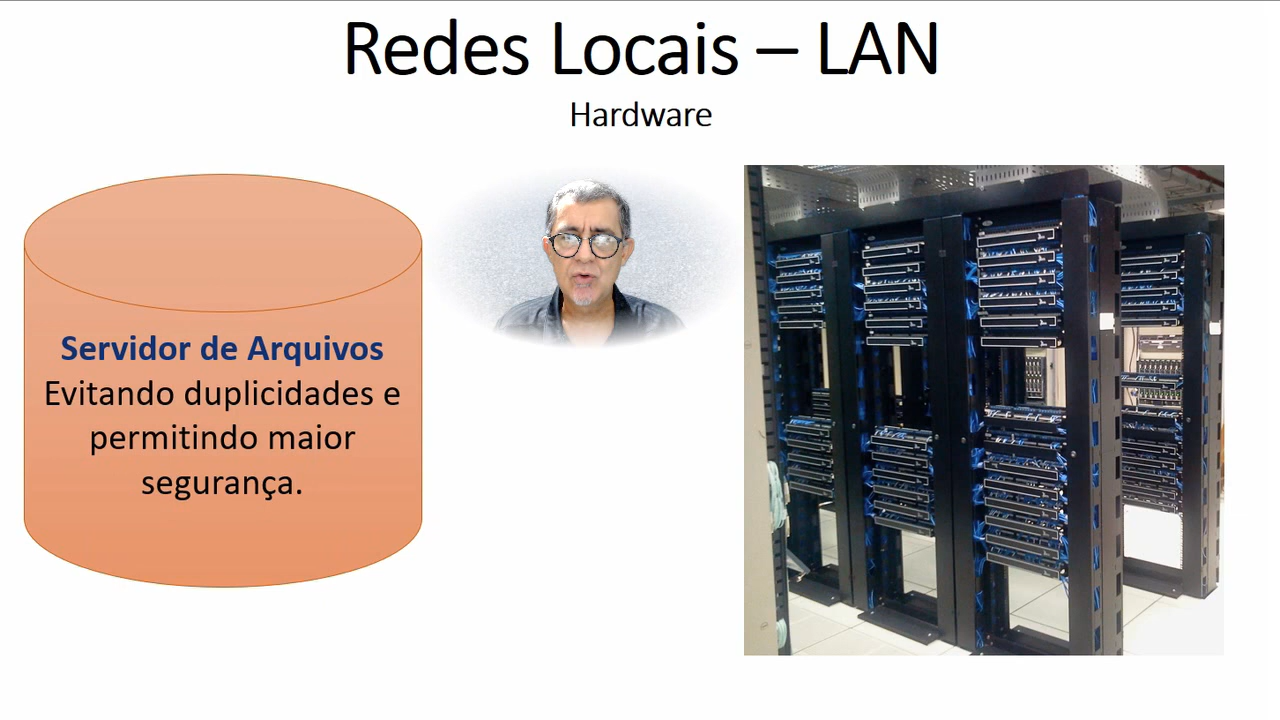 Redes Locais – LAN
Hardware
Servidor de Arquivos
Evitando duplicidades e
permitindo maior
segurança.